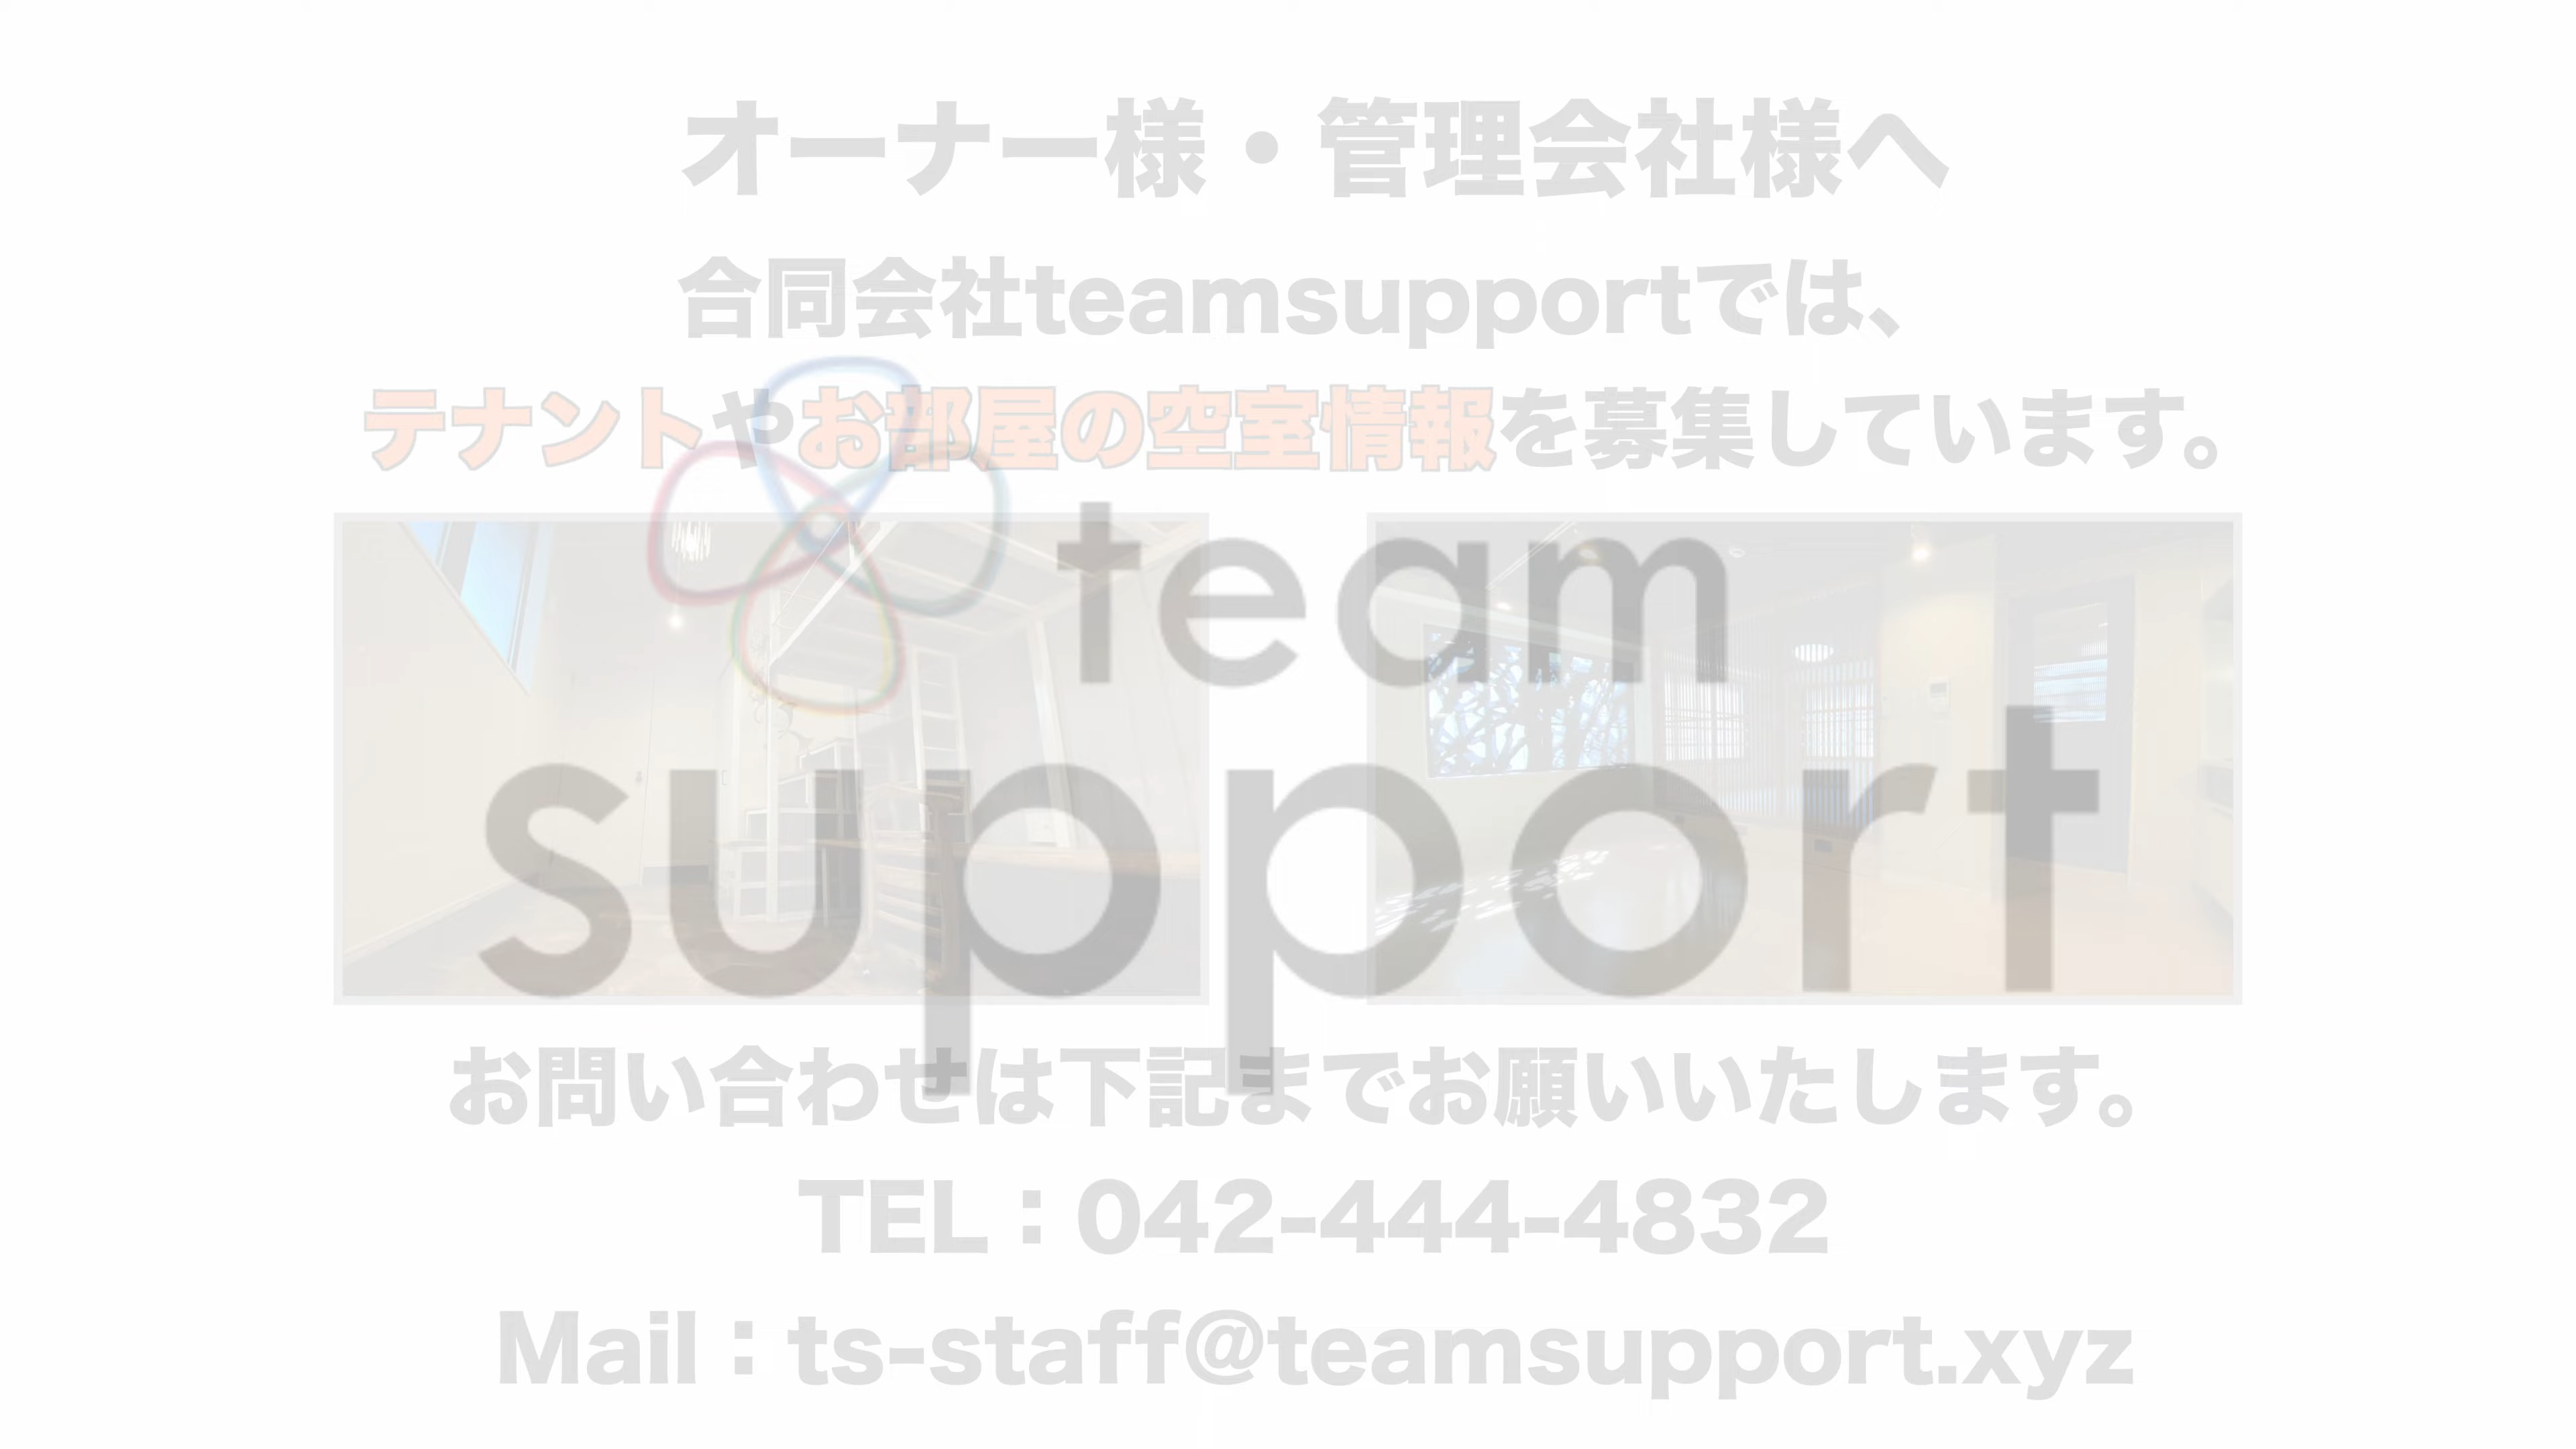 オーナー様・管理会社様へ
合同会社teamsupportでは、
テナントやお部屋の空室情報を募集しています。
team
support
お問い合わせは下記までお願いいたします。
TEL：042-444-4832
Mail：ts-staff@teamsupport.xyz